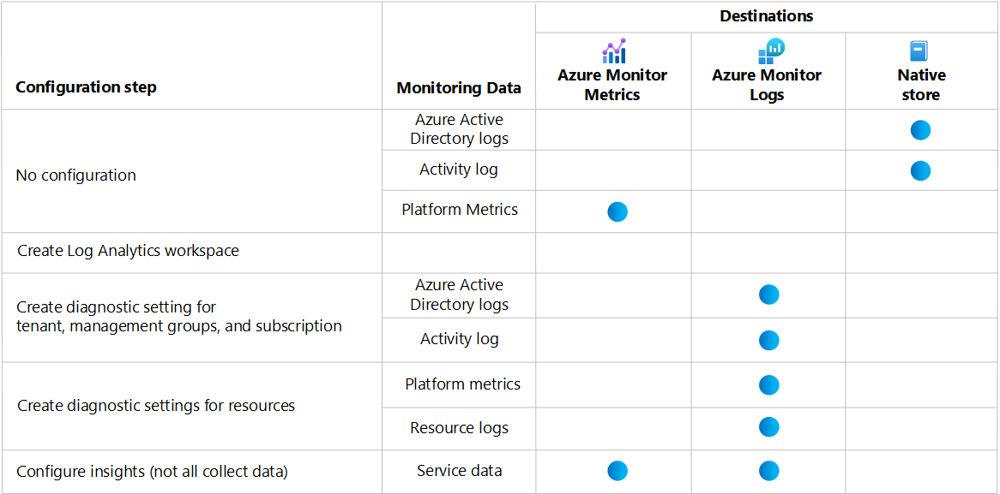 Destinations
Configuration step
Monitoring Data
Azure Monitor
Metrics
Azure Monitor
Logs
Native
store
No configuration
Azure Active
Directory logs
Activity log
Platform Metrics
Create Log Analytics workspace
Create diagnostic setting for
tenant, management groups, and subscription
Azure Active
Directory logs
Activity log
Create diagnostic settings for resources
Platform metrics
Resource logs
Configure insights (not all collect data)
Service data